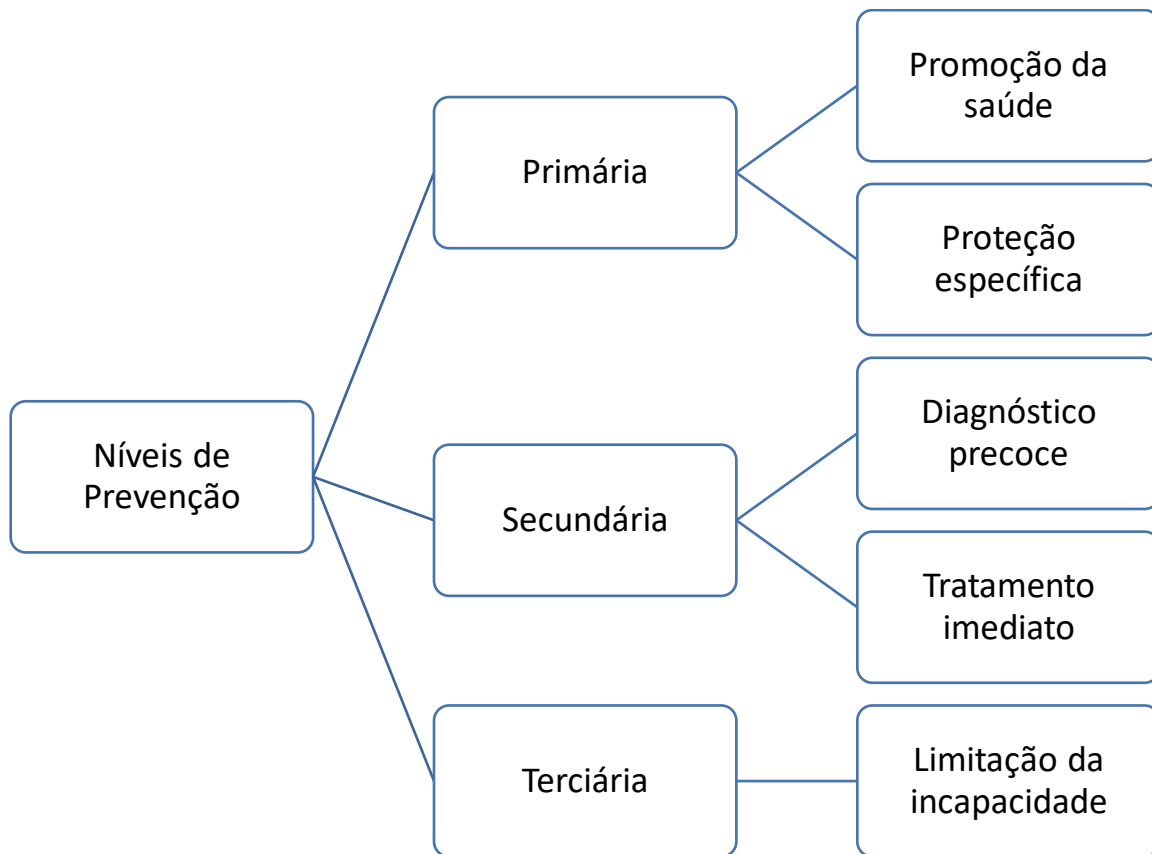 Níveis de
Prevenção
Primária
Promoção da
saúde
Proteção
específica
Secundária
Diagnóstico
precoce
Tratamento
imediato
Terciária
Limitação da
incapacidade